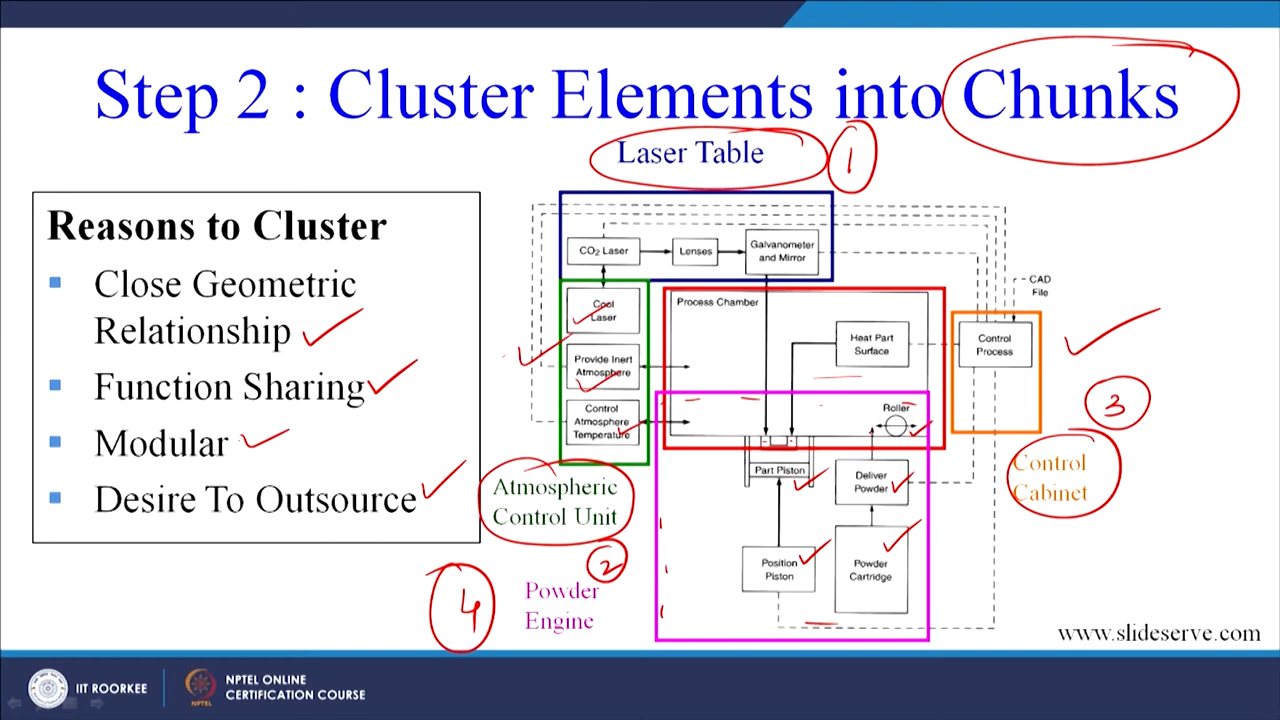 Step 2 : Cluster Elements into Chunks
Laser Table
1
Reasons to Cluster
Close Geometric
Relationship
Function Sharing
Modular
Desire To Outsource
CO2 Laser
Lenses
Galvanometer
and Mirror
CAD
File
Cool
Laser
Process Chamber
Heat Part
Surface
Control
Process
Provide Inert
Atmosphere
Control
Atmosphere
Temperature
Roller
3
Control
Cabinet
Part Piston
Deliver
Powder
Atmospheric
Control Unit
2
Position
Piston
Powder
Cartridge
4
Powder
Engine
www.slideserve.com
IIT ROORKEE
NPTEL
NPTEL ONLINE
CERTIFICATION COURSE